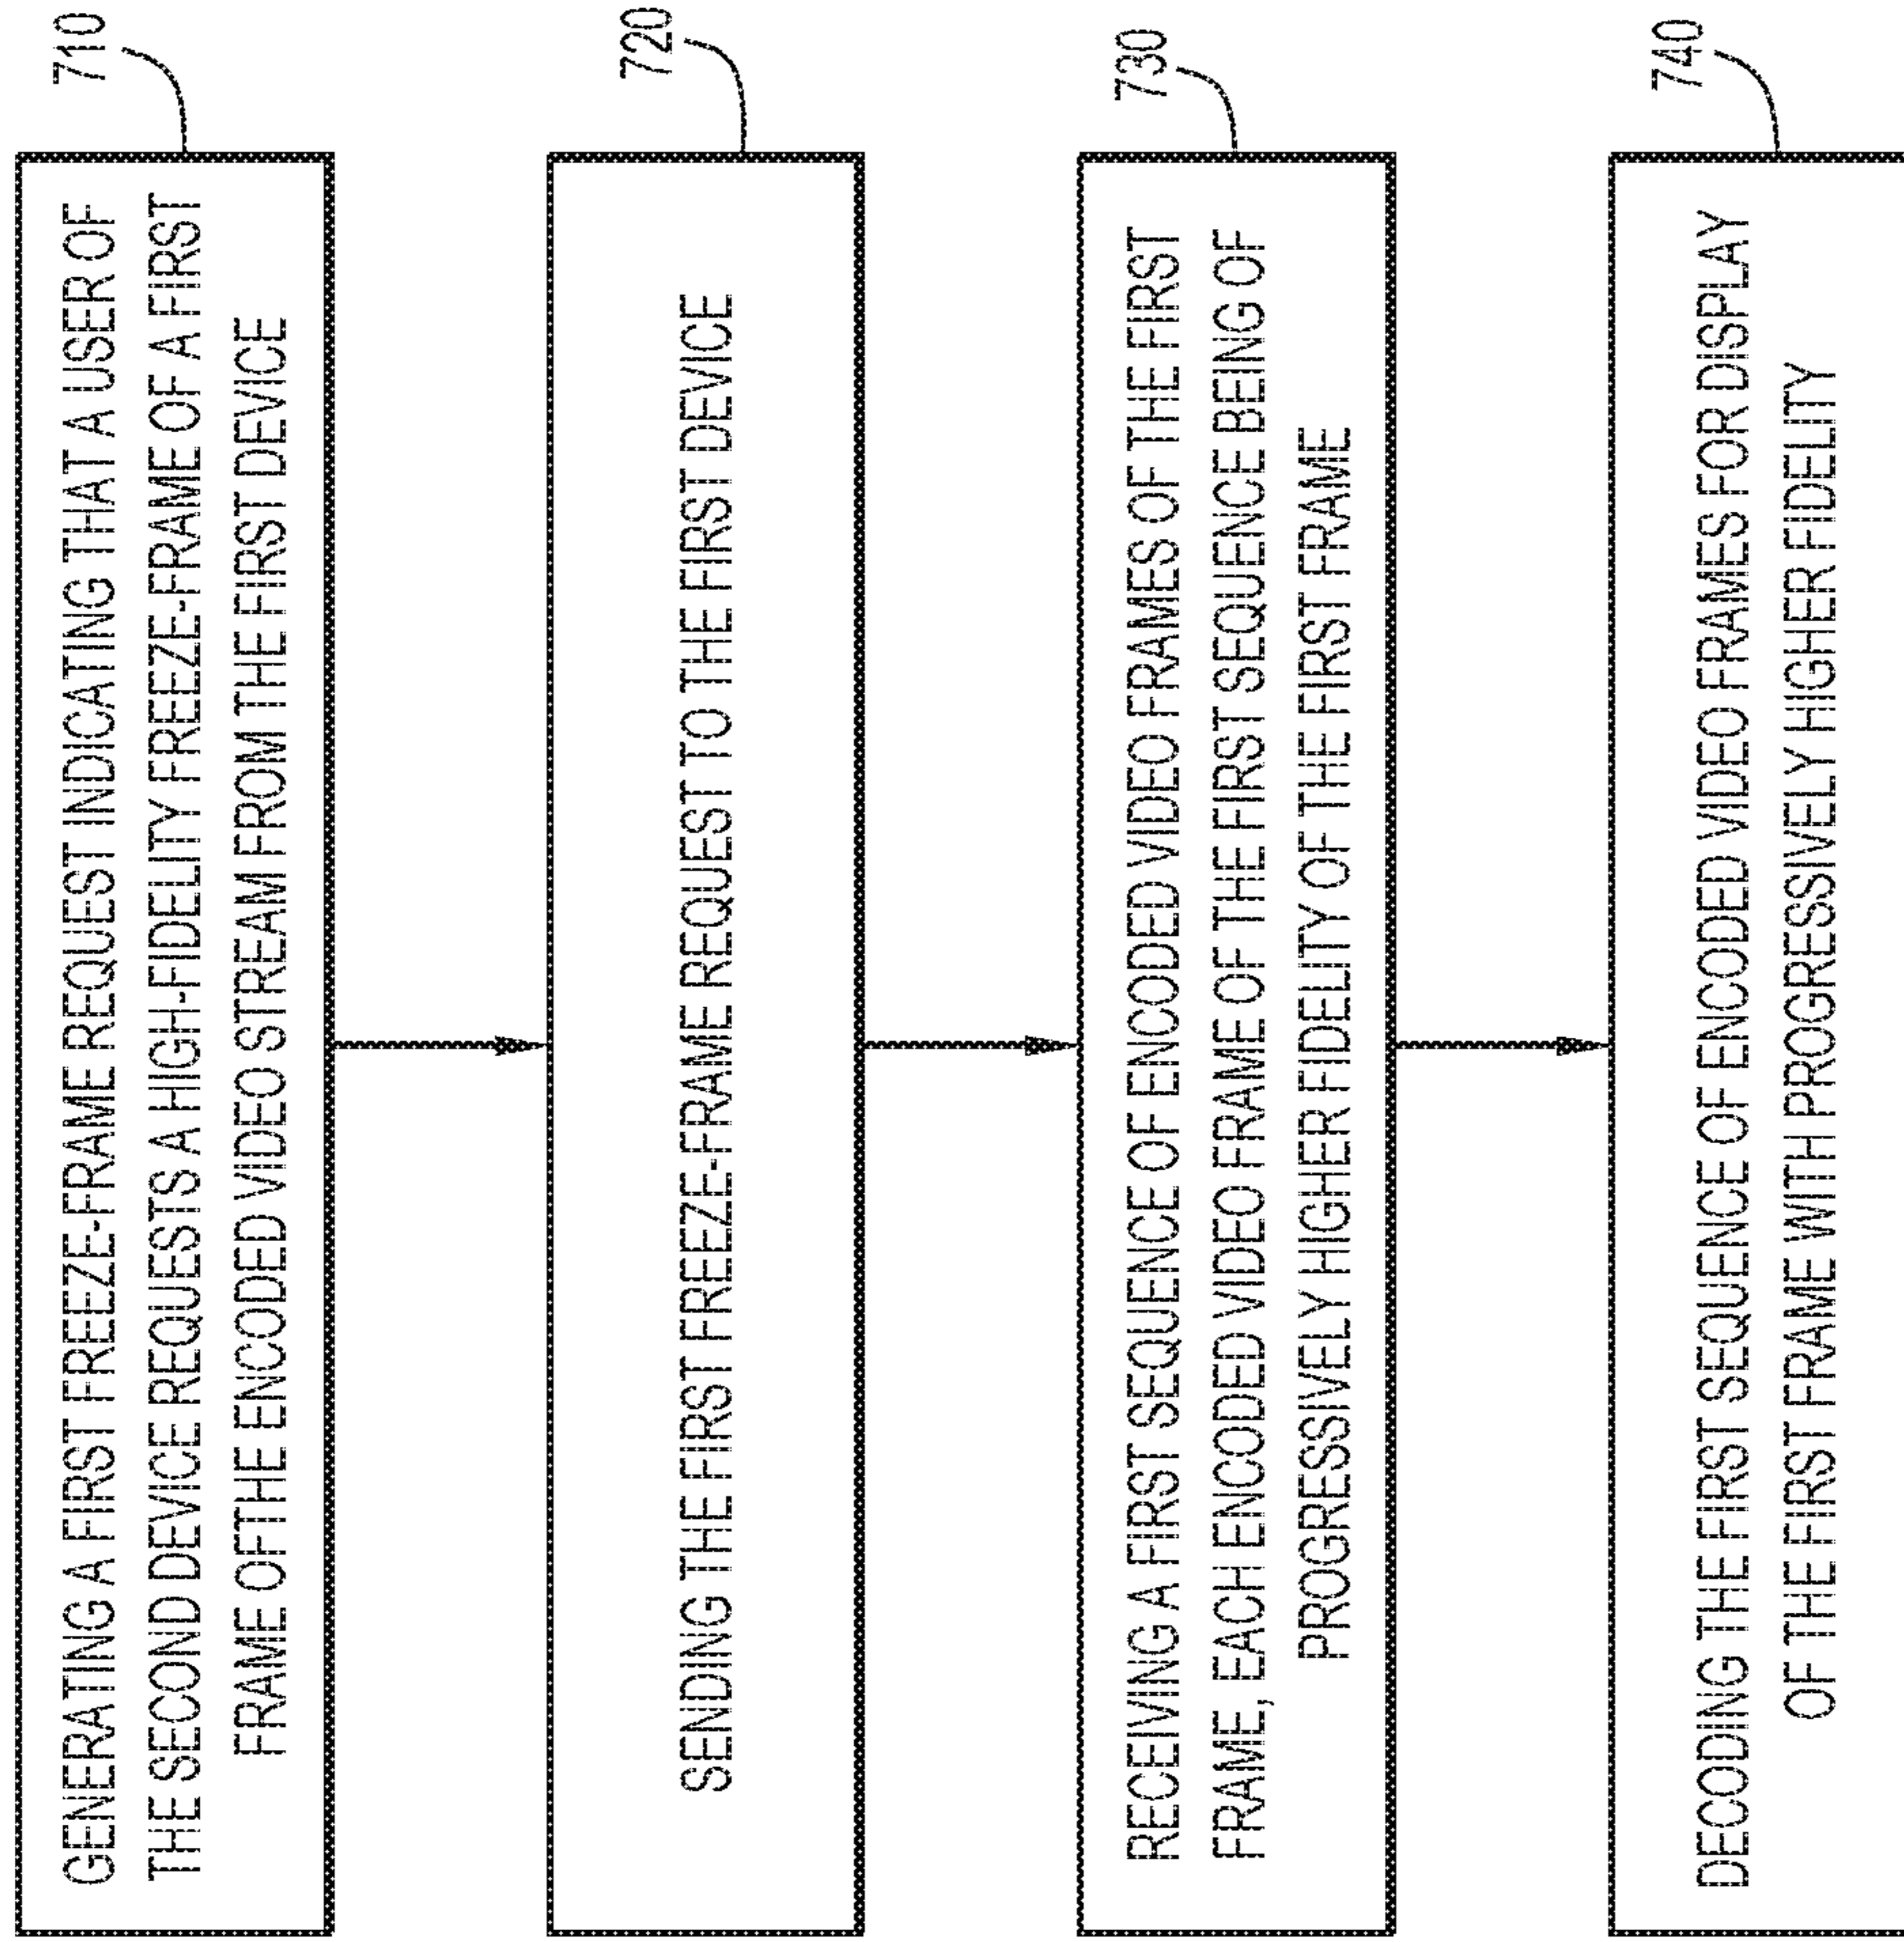 GENERATING A FIRST FREEZE-FRAME REQUEST INDICATING THAT A USER OF
THE SECOND DEVICE REQUESTS A HIGH-FIDELITY FREEZE-FRAME OF A FIRST
FRAME OFTHE ENCODED VIDEO STREAM FROM THE FIRST DEVICE
710
SENDING THE FIRST FREEZE-FRAME REQUEST TO THE FIRST DEVICE
720
RECEIVING A FIRST SEQUENCE OF ENCODED VIDEO FRAMES OF THE FIRST
FRAME, EACH ENCODED VIDEO FRAME OF THE FIRST SEQUENCE BEING OF
PROGRESSIVELY HIGHER FIDELITY OF THE FIRST FRAME
730
DECODING THE FIRST SEQUENCE OF ENCODED VIDEO FRAMES FOR DISPLAY
OF THE FIRST FRAME WITH PROGRESSIVELY HIGHER FIDELITY
740